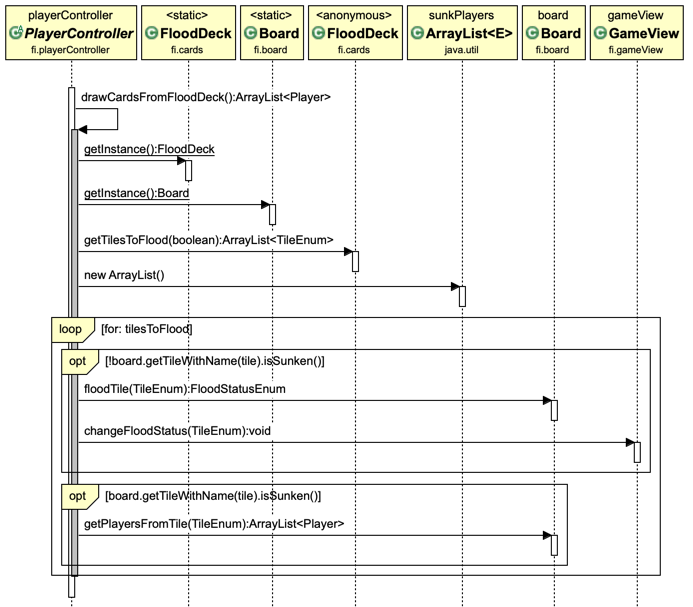 playerController
PlayerController
fi.playerController
<static>
FloodDeck
fi.cards
<static>
Board
fi.board
<anonymous>
FloodDeck
fi.cards
sunkPlayers
ArrayList<E>
java.util
board
Board
fi.board
gameView
GameView
fi.gameView
drawCardsFromFloodDeck():ArrayList<Player>
getInstance():FloodDeck
getInstance():Board
getTilesToFlood(boolean):ArrayList<TileEnum>
new ArrayList()
loop [for: tilesToFlood]
opt [!board.getTileWithName(tile).isSunken()]
floodTile(TileEnum):FloodStatusEnum
changeFloodStatus(TileEnum):void
opt [board.getTileWithName(tile).isSunken()]
getPlayersFromTile(TileEnum):ArrayList<Player>